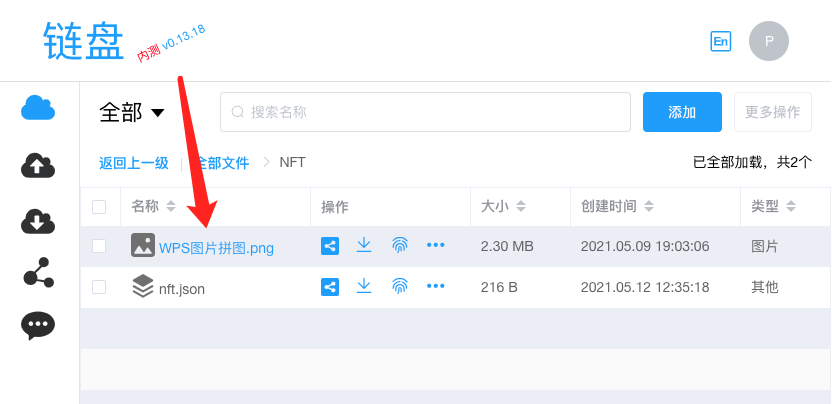 链盘
内测 v0.13.18
En
P
全部
搜索名称
添加
更多操作
返回上一级 | 全部文件 > NFT
已全部加载，共2个
名称 操作 大小 创建时间 类型
WPS图片拼图.png 2.30 MB 2021.05.09 19:03:06 图片
nft.json 216 B 2021.05.12 12:35:18 其他